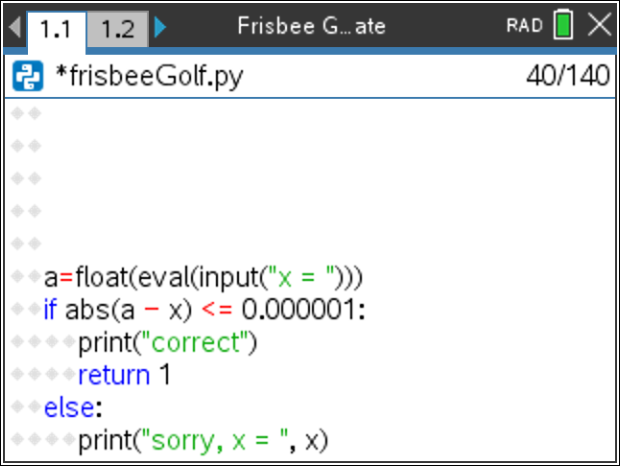 1.1 1.2 Frisbee G...ate RAD
*frisbeeGolf.py 40/140
a=float(eval(input("x = ")))
if abs(a - x) <= 0.000001:
print("correct")
return 1
else:
print("sorry, x = ", x)